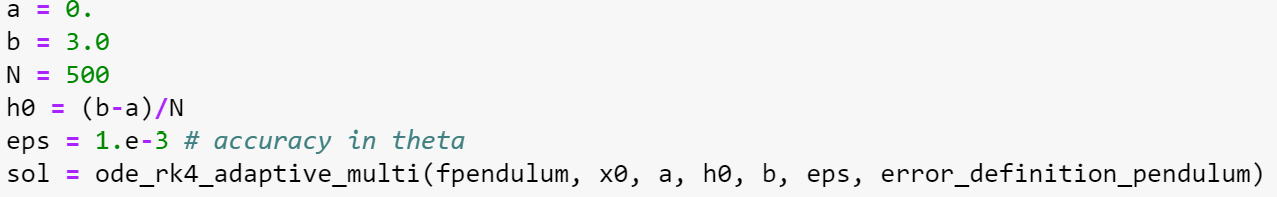 a = 0.
b = 3.0
N = 500
h0 = (b-a)/N
eps = 1.e-3 # accuracy in theta
sol = ode_rk4_adaptive_multi(fpendulum, x0, a, h0, b, eps, error_definition_pendulum)